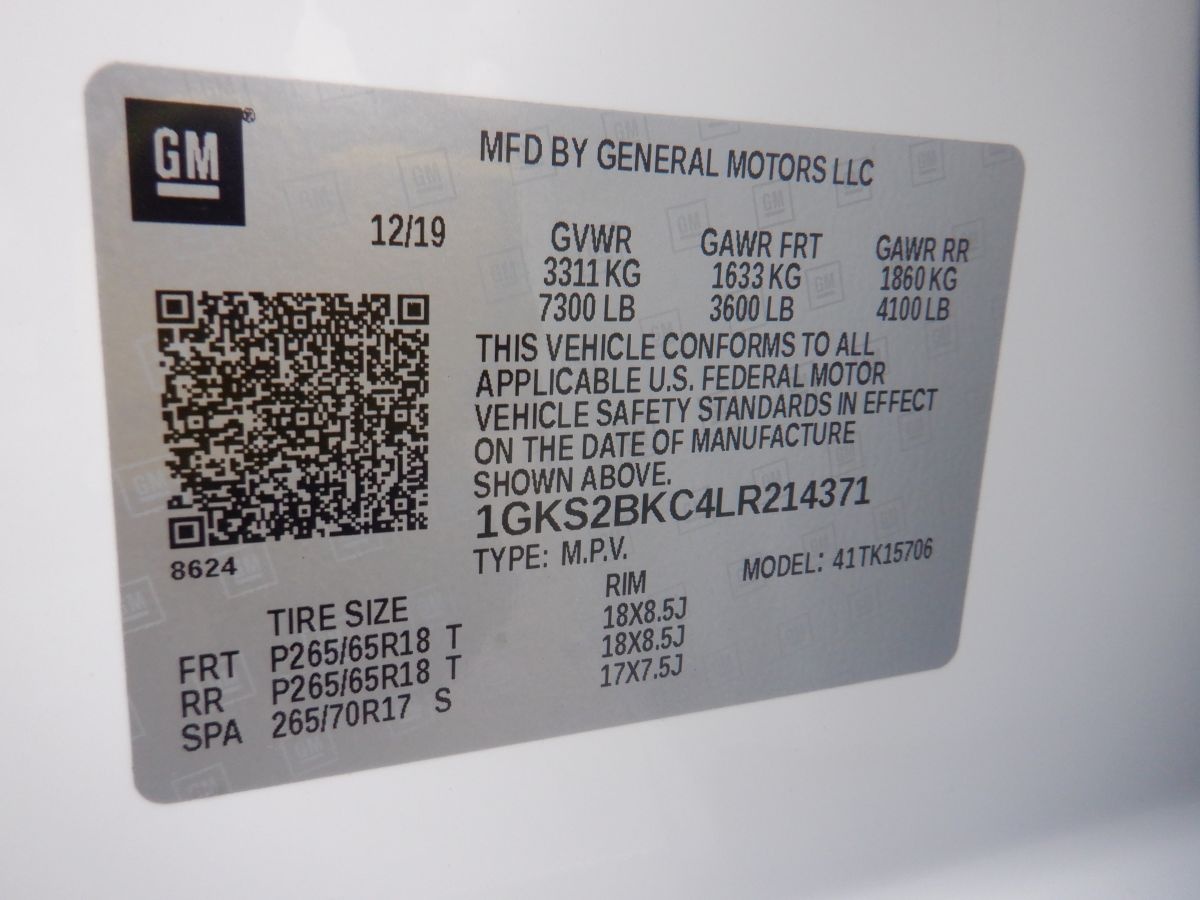 GM®
MFD BY GENERAL MOTORS LLC
12/19
GVWR GAWR FRT GAWR RR
3311 KG 1633 KG 1860 KG
7300 LB 3600 LB 4100 LB
THIS VEHICLE CONFORMS TO ALL
APPLICABLE U.S. FEDERAL MOTOR
VEHICLE SAFETY STANDARDS IN EFFECT
ON THE DATE OF MANUFACTURE
SHOWN ABOVE.
1GKS2BKC4LR214371
8624
TYPE: M.P.V. MODEL: 41TK15706
TIRE SIZE RIM
FRT P265/65R18 T 18X8.5J
RR P265/65R18 T 18X8.5J
SPA 265/70R17 S 17X7.5J